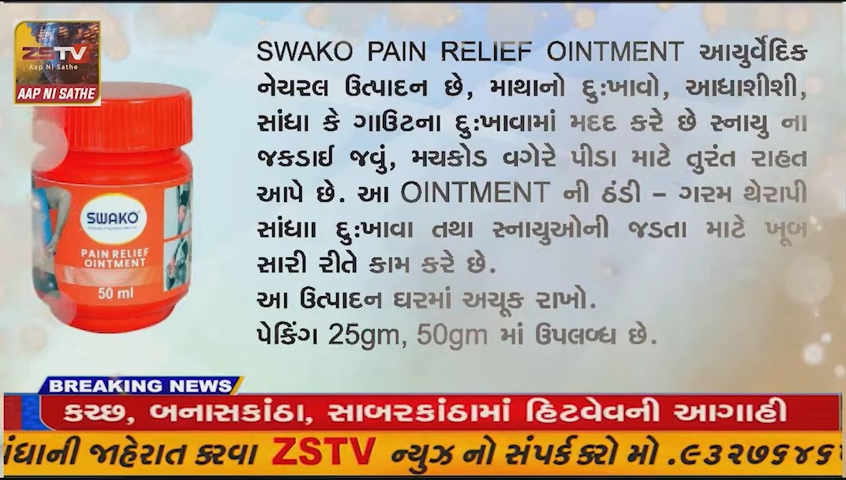 ZSTV
Aap Ni Sathe
AAP NI SATHE
SWAKO PAIN RELIEF OINTMENT આયુર્વેદિક
નેચરલ ઉત્પાદન છે, માથાનો દુઃખાવો, આધાશીશી,
સાંધા કે ગાઉટના દુઃખાવામાં મદદ કરે છે સ્નાયુ ના
જકડાઈ જવું, મચકોડ વગેરે પીડા માટે તુરંત રાહત
આપે છે. આ OINTMENT ની ઠંડી – ગરમ થેરાપી
સાંધાા દુઃખાવા તથા સ્નાયુઓની જડતા માટે ખૂબ
સારી રીતે કામ કરે છે.
આ ઉત્પાદન ઘરમાં અચૂક રાખો.
પેકિંગ 25gm, 50gm માં ઉપલબ્ધ છે.
SWAKO
PAIN RELIEF
OINTMENT
50 ml
BREAKING NEWS
કચ્છ, બનાસકાંઠા, સાબરકાંઠામાં હિટવેવની આગાહી
ધંધાની જાહેરાત કરવા ZSTV ન્યુઝ નો સંપર્ક કરો મો .૯૩૨૭૬૪૬